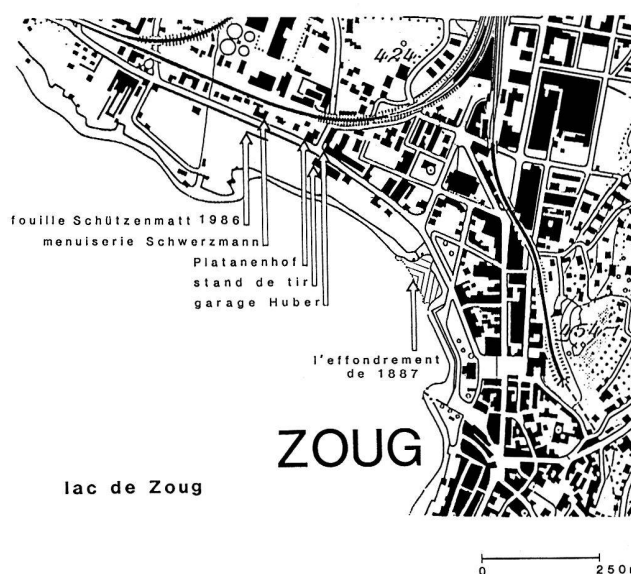 424
fouille Schützenmatt 1986
menuiserie Schwerzmann
Platanenhof
stand de tir
garage Huber
l'effondrement
de 1887
ZOUG
lac de Zoug
0